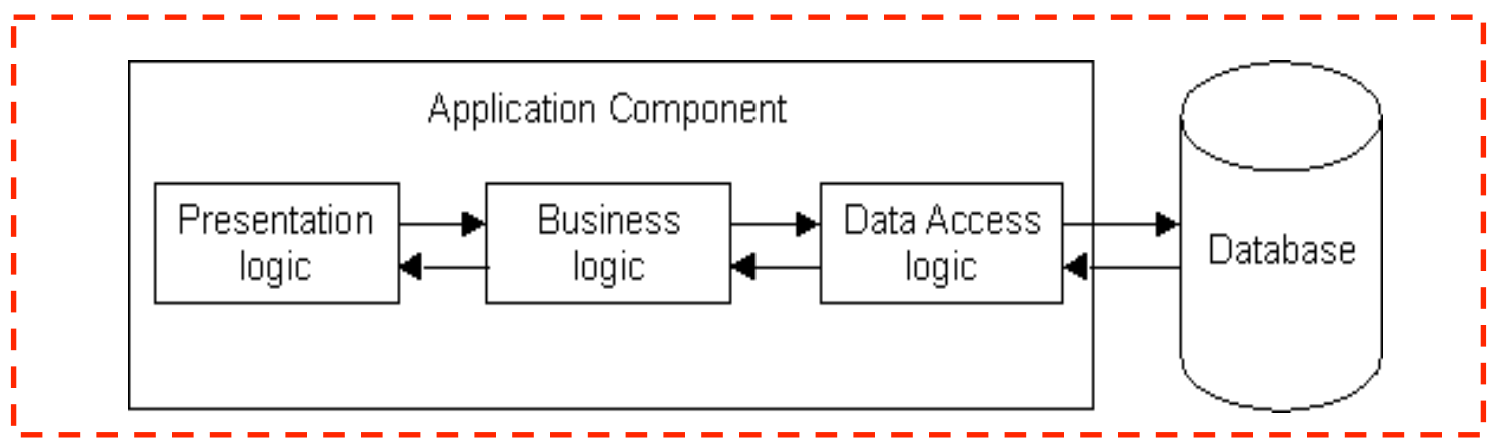 Application Component
Presentation
logic
Business
logic
Data Access
logic
Database